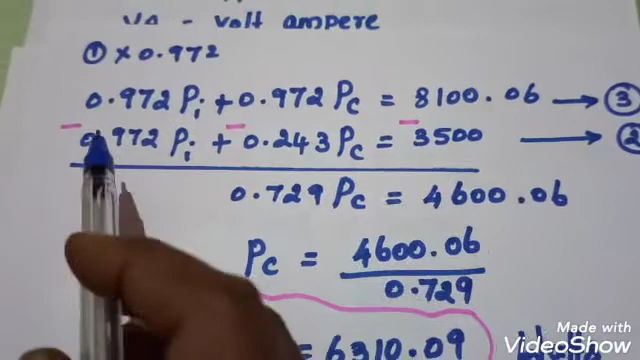 VA - volt ampere
① × 0.972
0.972 Pi + 0.972 Pc = 8100.06 → ③
0.972 Pi + 0.243 Pc = 3500 → ②
0.729 Pc = 4600.06
Pc = 4600.06
0.729
= 6310.09
Made with
VideoShow